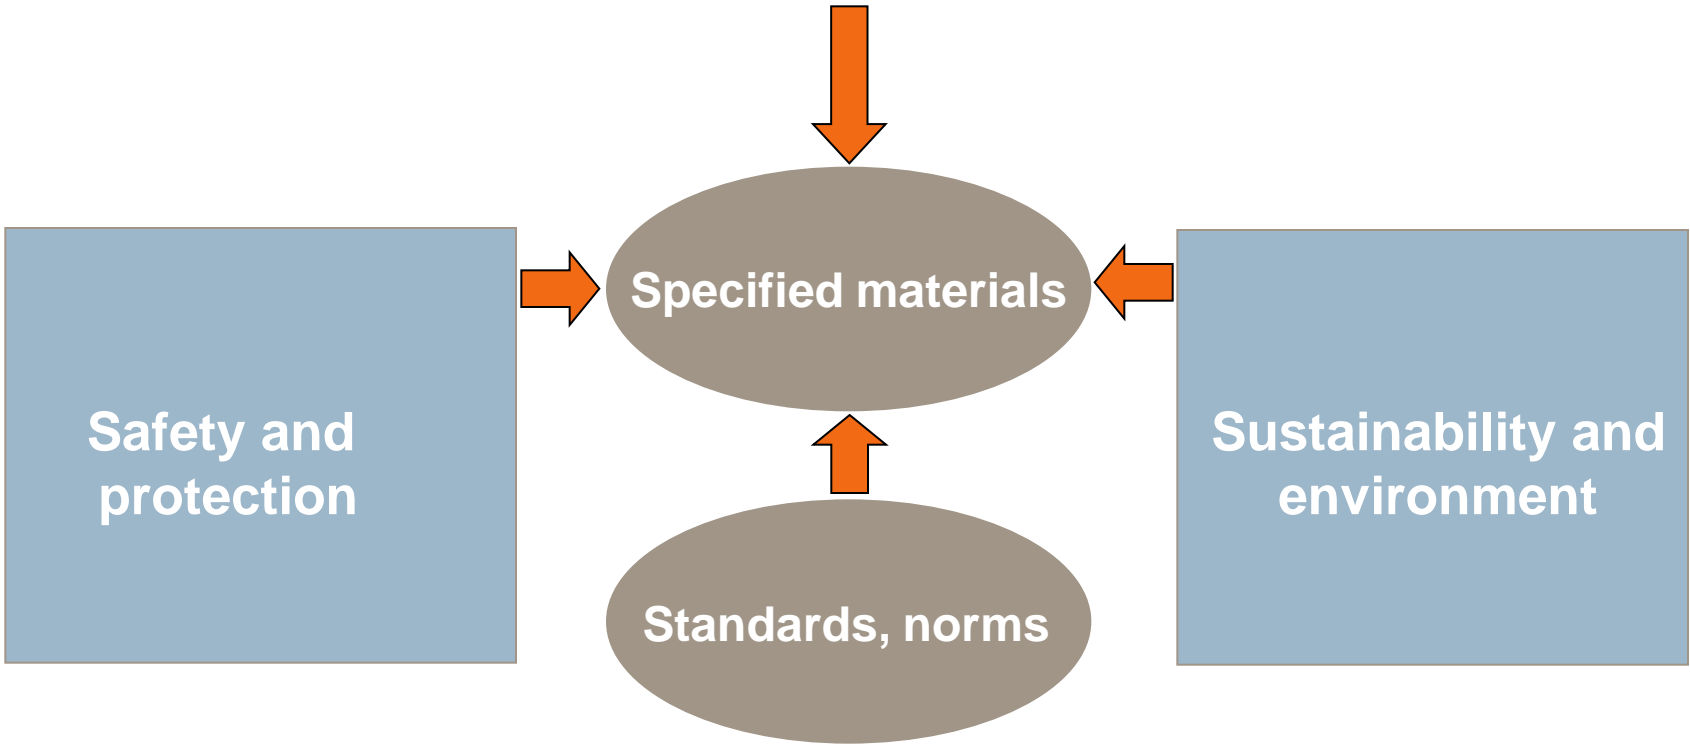 Specified materials
Safety and
protection
Sustainability and
environment
Standards, norms